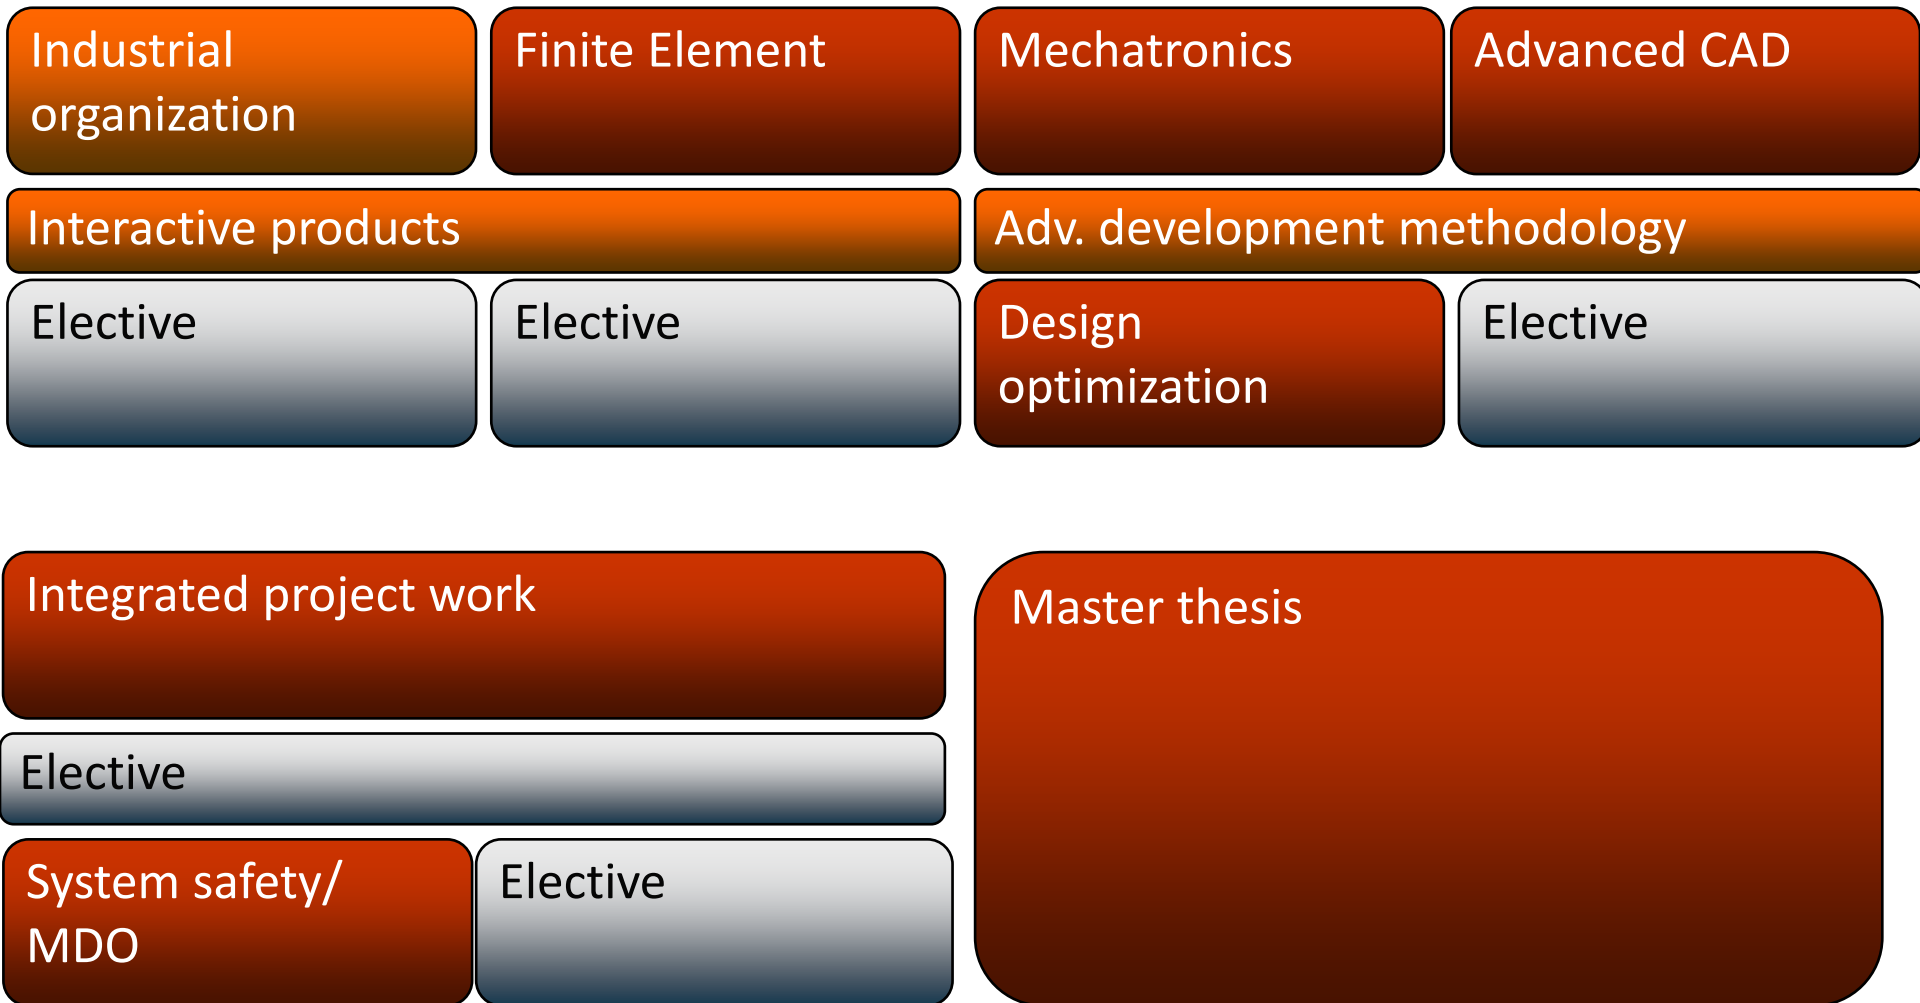 Industrial
organization
Finite Element
Mechatronics
Advanced CAD
Interactive products
Adv. development methodology
Elective
Elective
Design
optimization
Elective
Integrated project work
Master thesis
Elective
System safety/
MDO
Elective